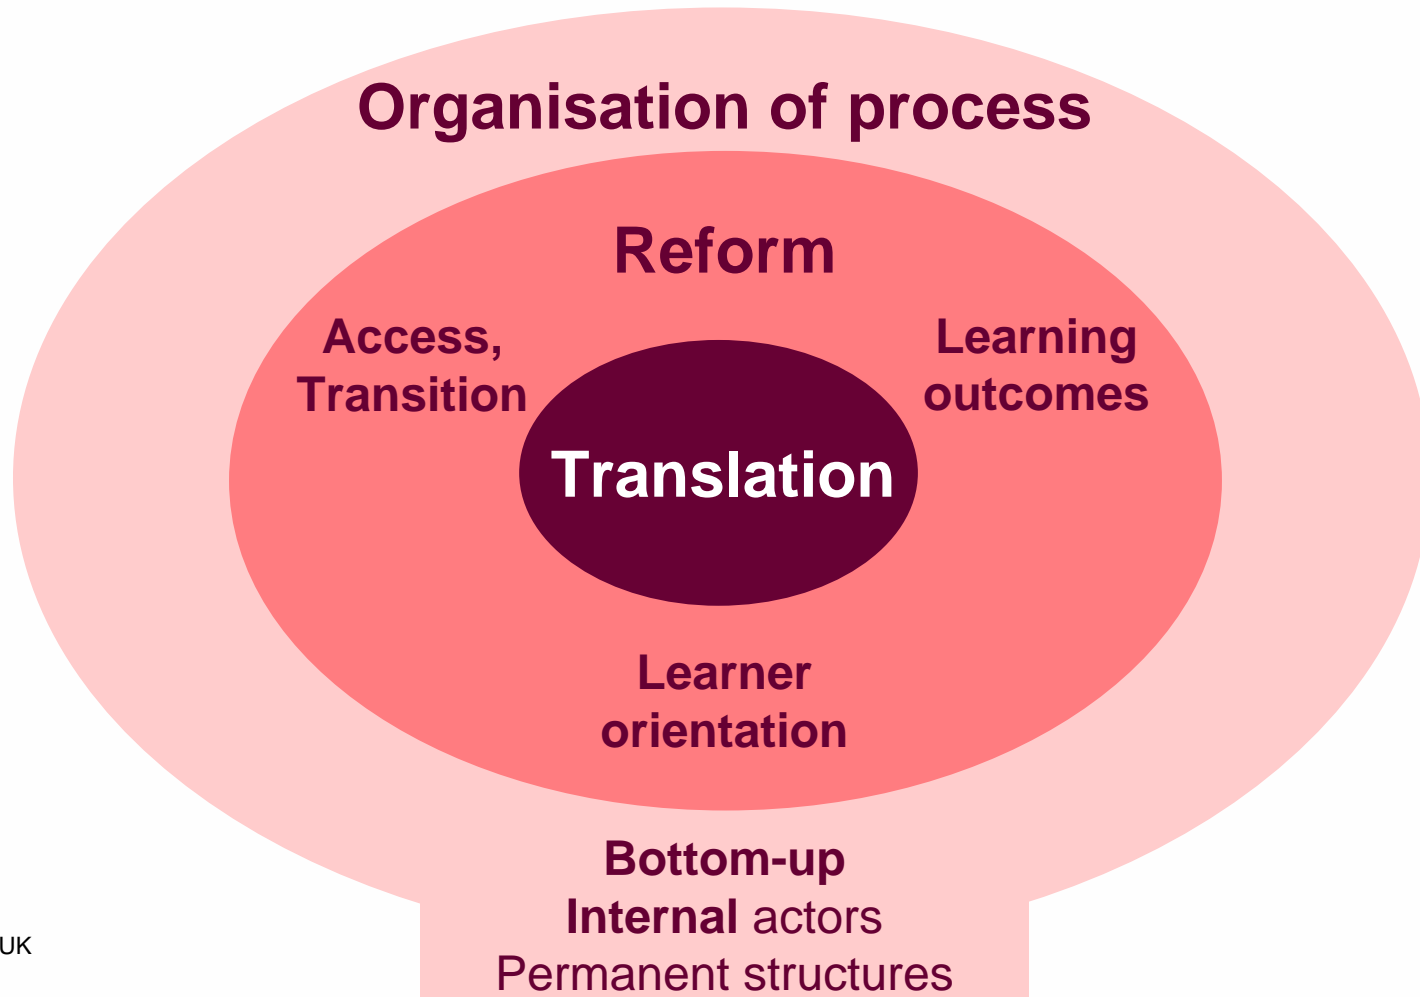 Organisation of process
Reform
Access,
Transition
Learning
outcomes
Translation
Learner
orientation
Bottom-up
Internal actors
Permanent structures
UK